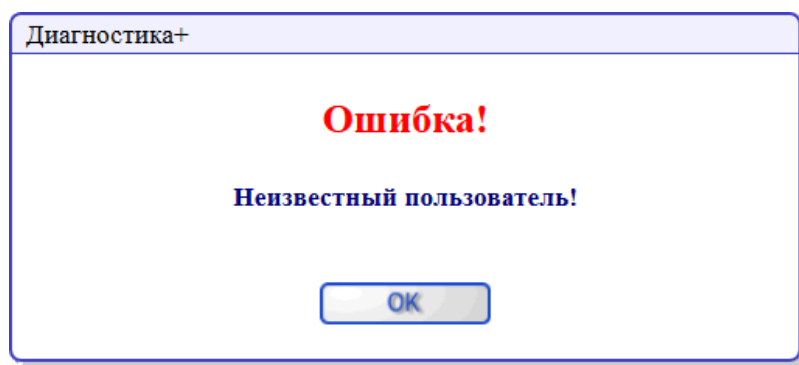 Диагностика+
Ошибка!
Неизвестный пользователь!
OK